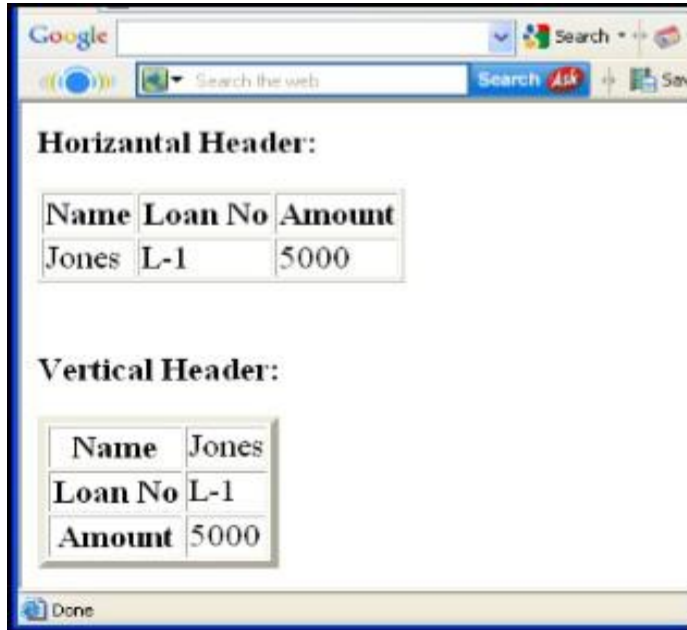 Google Search
Search the web Search Ask
Horizantal Header:
Name Loan No Amount
Jones L-1 5000
Vertical Header:
Name Jones
Loan No L-1
Amount 5000
Done